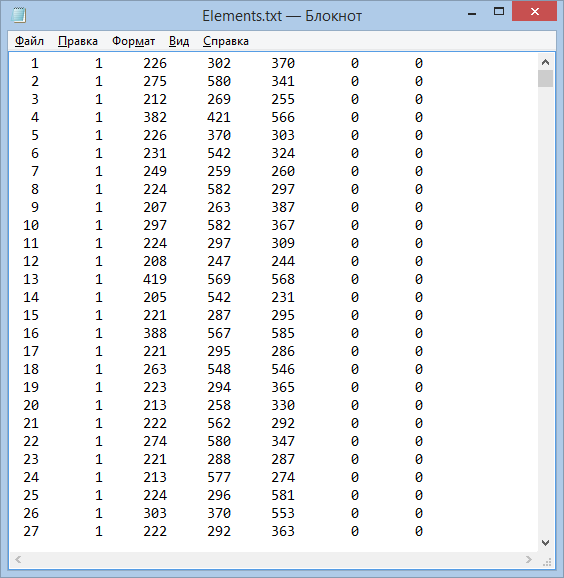 Elements.txt — Блокнот
Файл Правка Формат Вид Справка
1 1 226 302 370 0 0
2 1 275 580 341 0 0
3 1 212 269 255 0 0
4 1 382 421 566 0 0
5 1 226 370 303 0 0
6 1 231 542 324 0 0
7 1 249 259 260 0 0
8 1 224 582 297 0 0
9 1 207 263 387 0 0
10 1 297 582 367 0 0
11 1 224 297 309 0 0
12 1 208 247 244 0 0
13 1 419 569 568 0 0
14 1 205 542 231 0 0
15 1 221 287 295 0 0
16 1 388 567 585 0 0
17 1 221 295 286 0 0
18 1 263 548 546 0 0
19 1 223 294 365 0 0
20 1 213 258 330 0 0
21 1 222 562 292 0 0
22 1 274 580 347 0 0
23 1 221 288 287 0 0
24 1 213 577 274 0 0
25 1 224 296 581 0 0
26 1 303 370 553 0 0
27 1 222 292 363 0 0